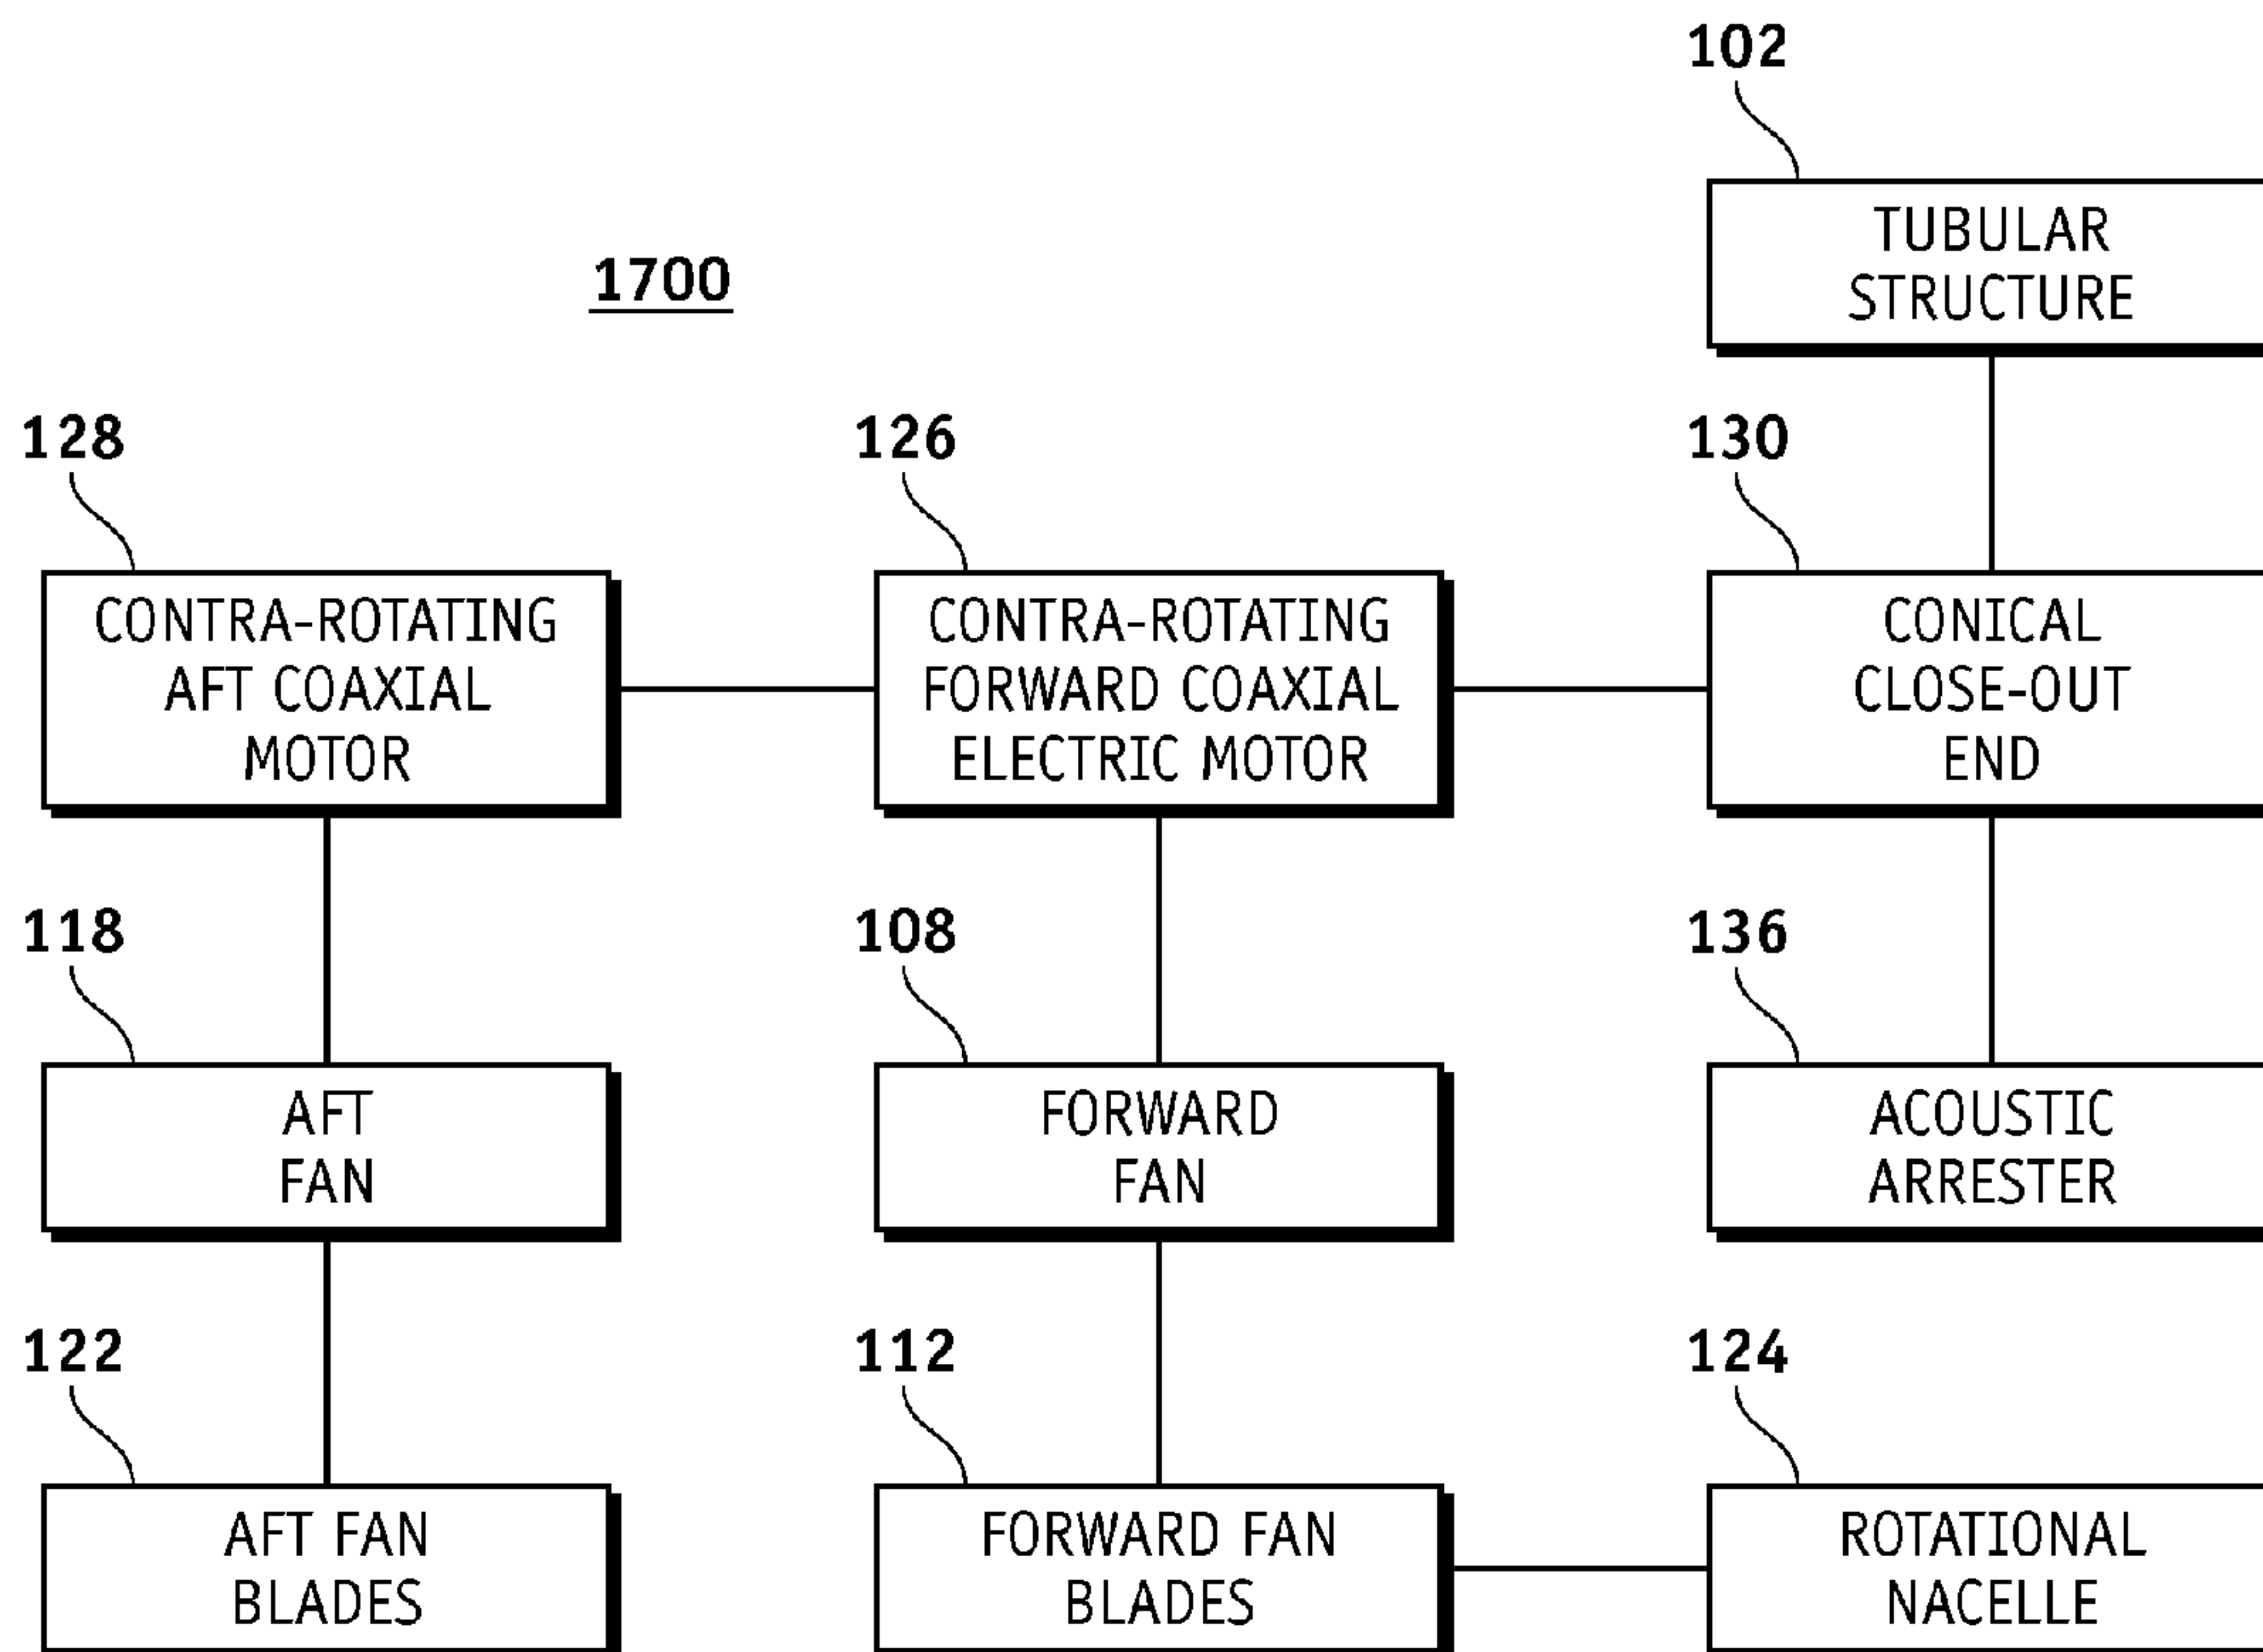 102
TUBULAR
STRUCTURE
1700
128
126
130
CONTRA-ROTATING
AFT COAXIAL
MOTOR
CONTRA-ROTATING
FORWARD COAXIAL
ELECTRIC MOTOR
CONICAL
CLOSE-OUT
END
118
108
136
AFT
FAN
FORWARD
FAN
ACOUSTIC
ARRESTER
122
112
124
AFT FAN
BLADES
FORWARD FAN
BLADES
ROTATIONAL
NACELLE